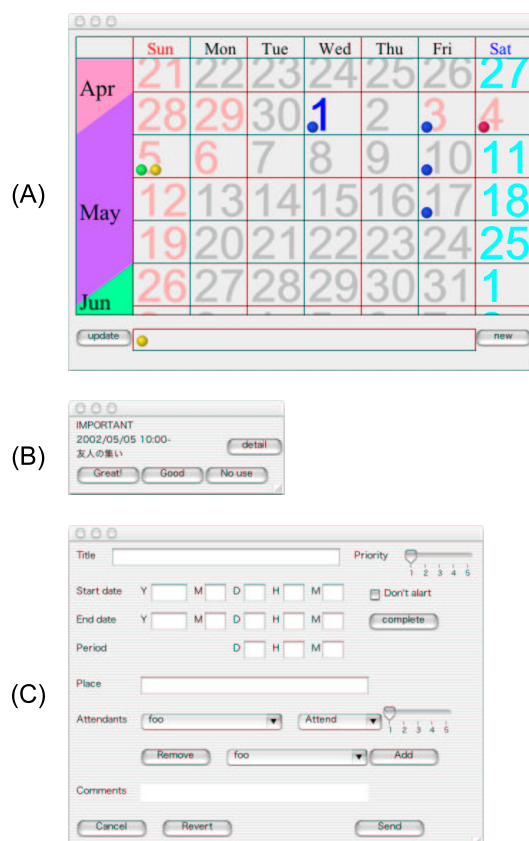 (A)
Sun Mon Tue Wed Thu Fri Sat
Apr 21 22 23 24 25 26 27
28 29 30 1 2 3 4
5 6 7 8 9 10 11
May 12 13 14 15 16 17 18
19 20 21 22 23 24 25
Jun 26 27 28 29 30 31 1
update new
(B)
IMPORTANT
2002/05/05 10:00-
友人の集い
detail
Great! Good No use
(C)
Title Priority
1 2 3 4 5
Start date Y M D H M Don't alart
End date Y M D H M complete
Period D H M
Place
Attendants foo Attend
1 2 3 4 5
Remove foo Add
Comments
Cancel Revert Send